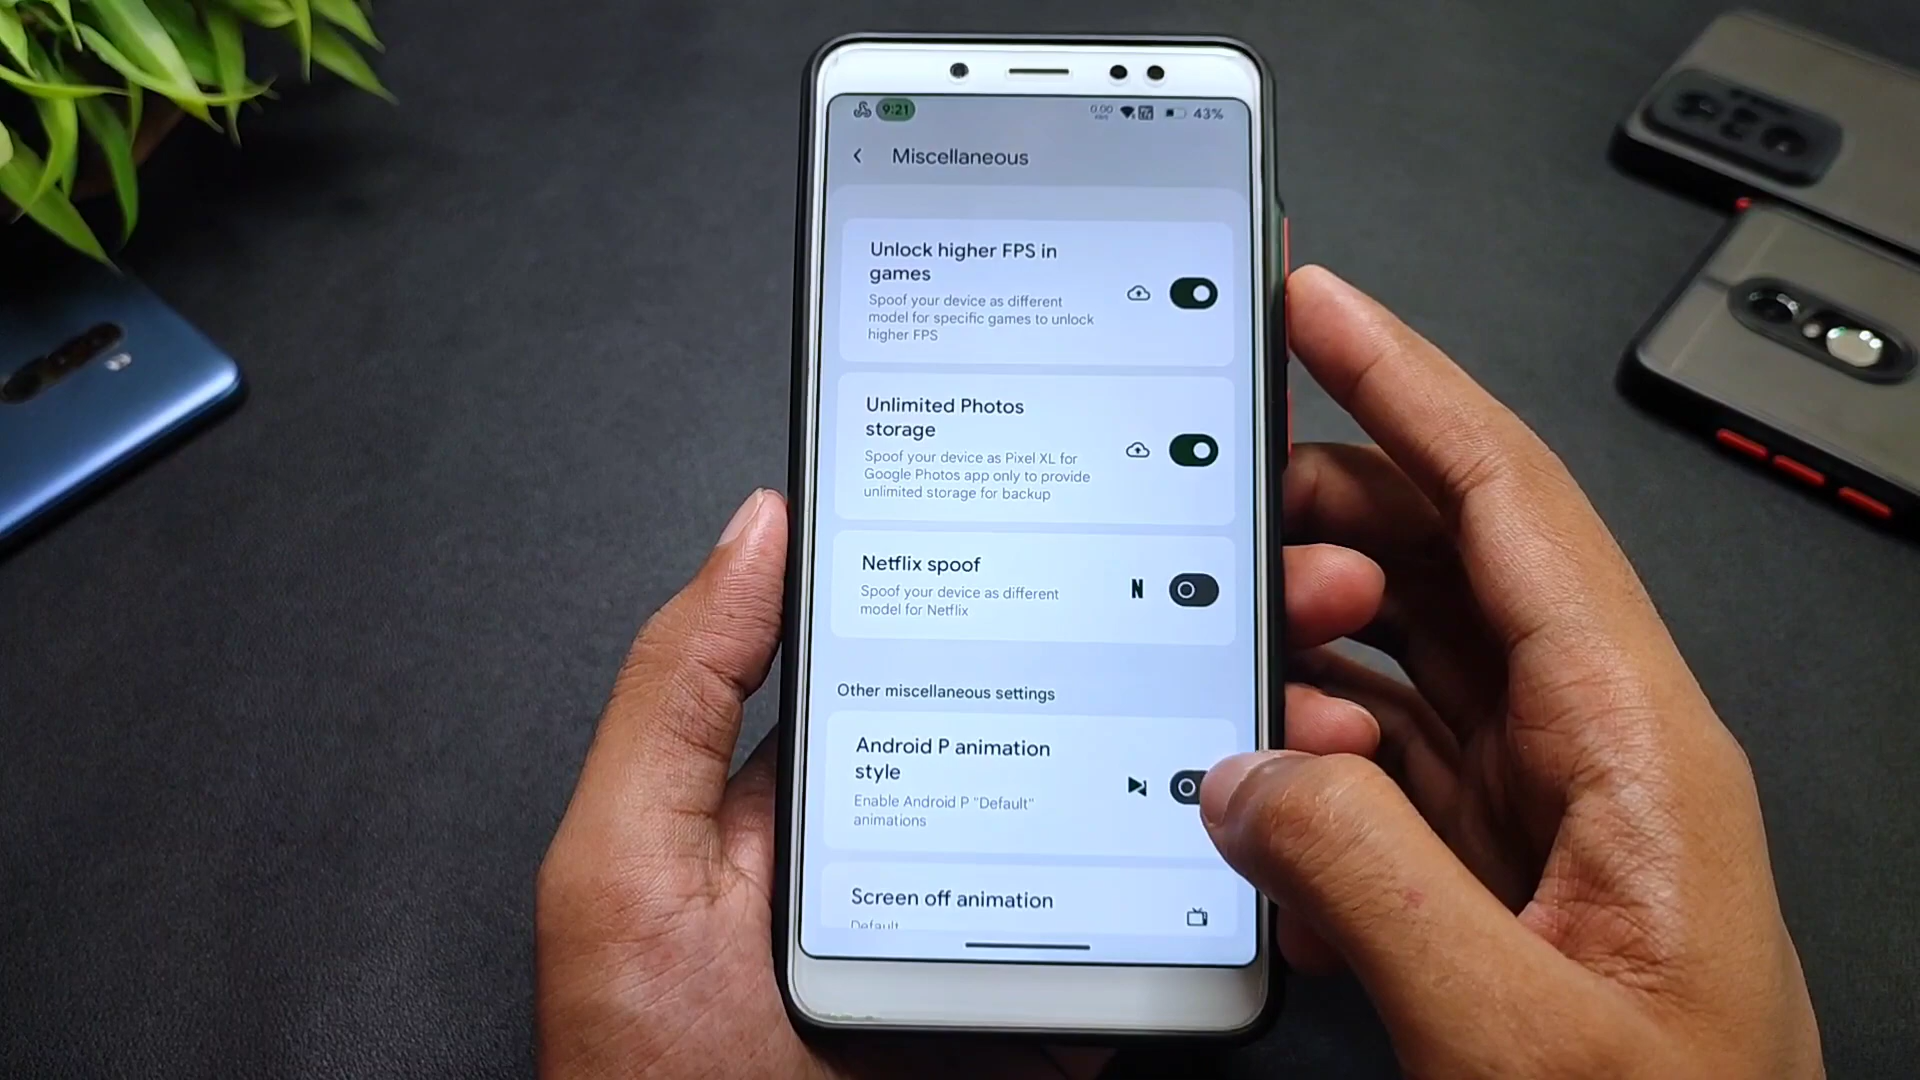 9:21
0.00
43%
Miscellaneous
Unlock higher FPS in
games
Spoof your device as different
model for specific games to unlock
higher FPS
Unlimited Photos
storage
Spoof your device as Pixel XL for
Google Photos app only to provide
unlimited storage for backup
Netflix spoof
Spoof your device as different
model for Netflix
N
Other miscellaneous settings
Android P animation
style
Enable Android P "Default"
animations
Screen off animation
Default